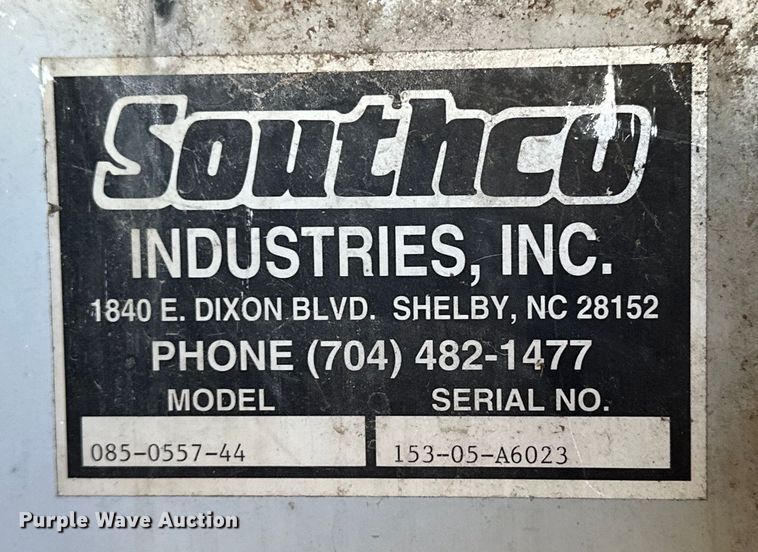 Southco
INDUSTRIES, INC.
1840 E. DIXON BLVD. SHELBY, NC 28152
PHONE (704) 482-1477
MODEL SERIAL NO.
085-0557-44 153-05-A6023
Purple Wave Auction